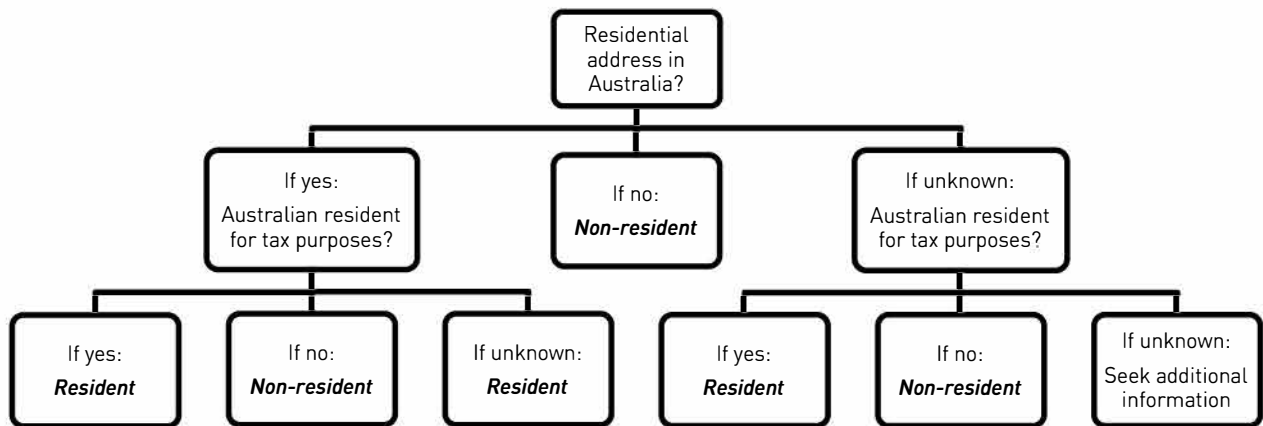 Residential
address in
Australia?
If yes:
Australian resident
for tax purposes?
If no:
Non-resident
If unknown:
Australian resident
for tax purposes?
If yes:
Resident
If no:
Non-resident
If unknown:
Resident
If yes:
Resident
If no:
Non-resident
If unknown:
Seek additional
information